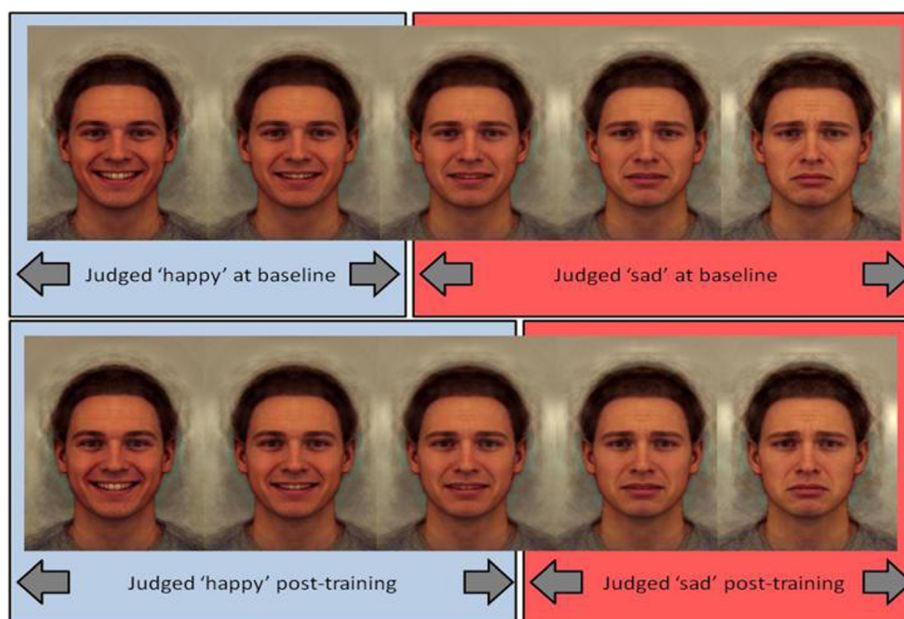 Judged ‘happy’ at baseline
Judged ‘sad’ at baseline
Judged ‘happy’ post-training
Judged ‘sad’ post-training